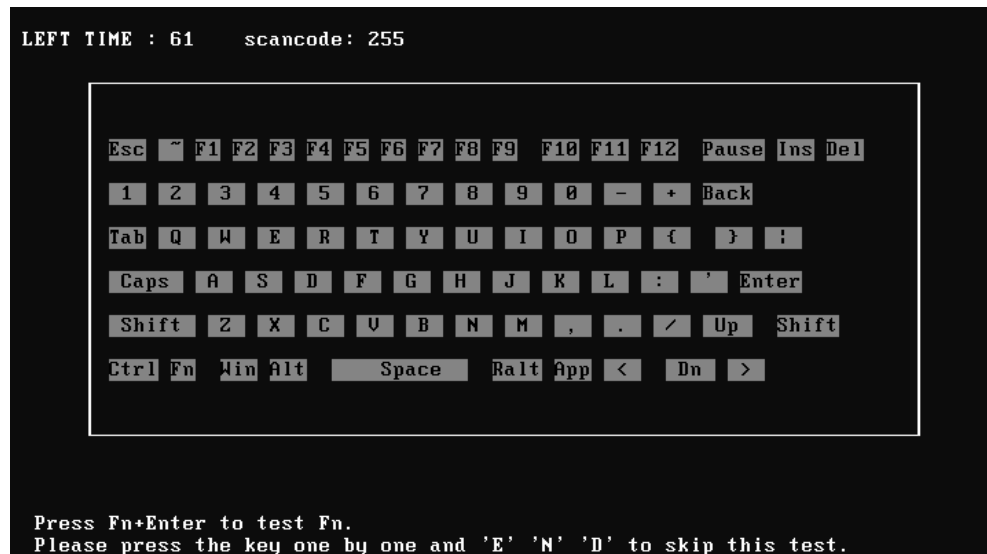 LEFT TIME : 61 scancode: 255
Esc ~ F1 F2 F3 F4 F5 F6 F7 F8 F9 F10 F11 F12 Pause Ins Del
1 2 3 4 5 6 7 8 9 0 - + Back
Tab Q W E R T Y U I O P { } ¦
Caps A S D F G H J K L : ' Enter
Shift Z X C V B N M , . / Up Shift
Ctrl Fn Win Alt Space Ralt App < Dn >
Press Fn+Enter to test Fn.
Please press the key one by one and 'E' 'N' 'D' to skip this test.